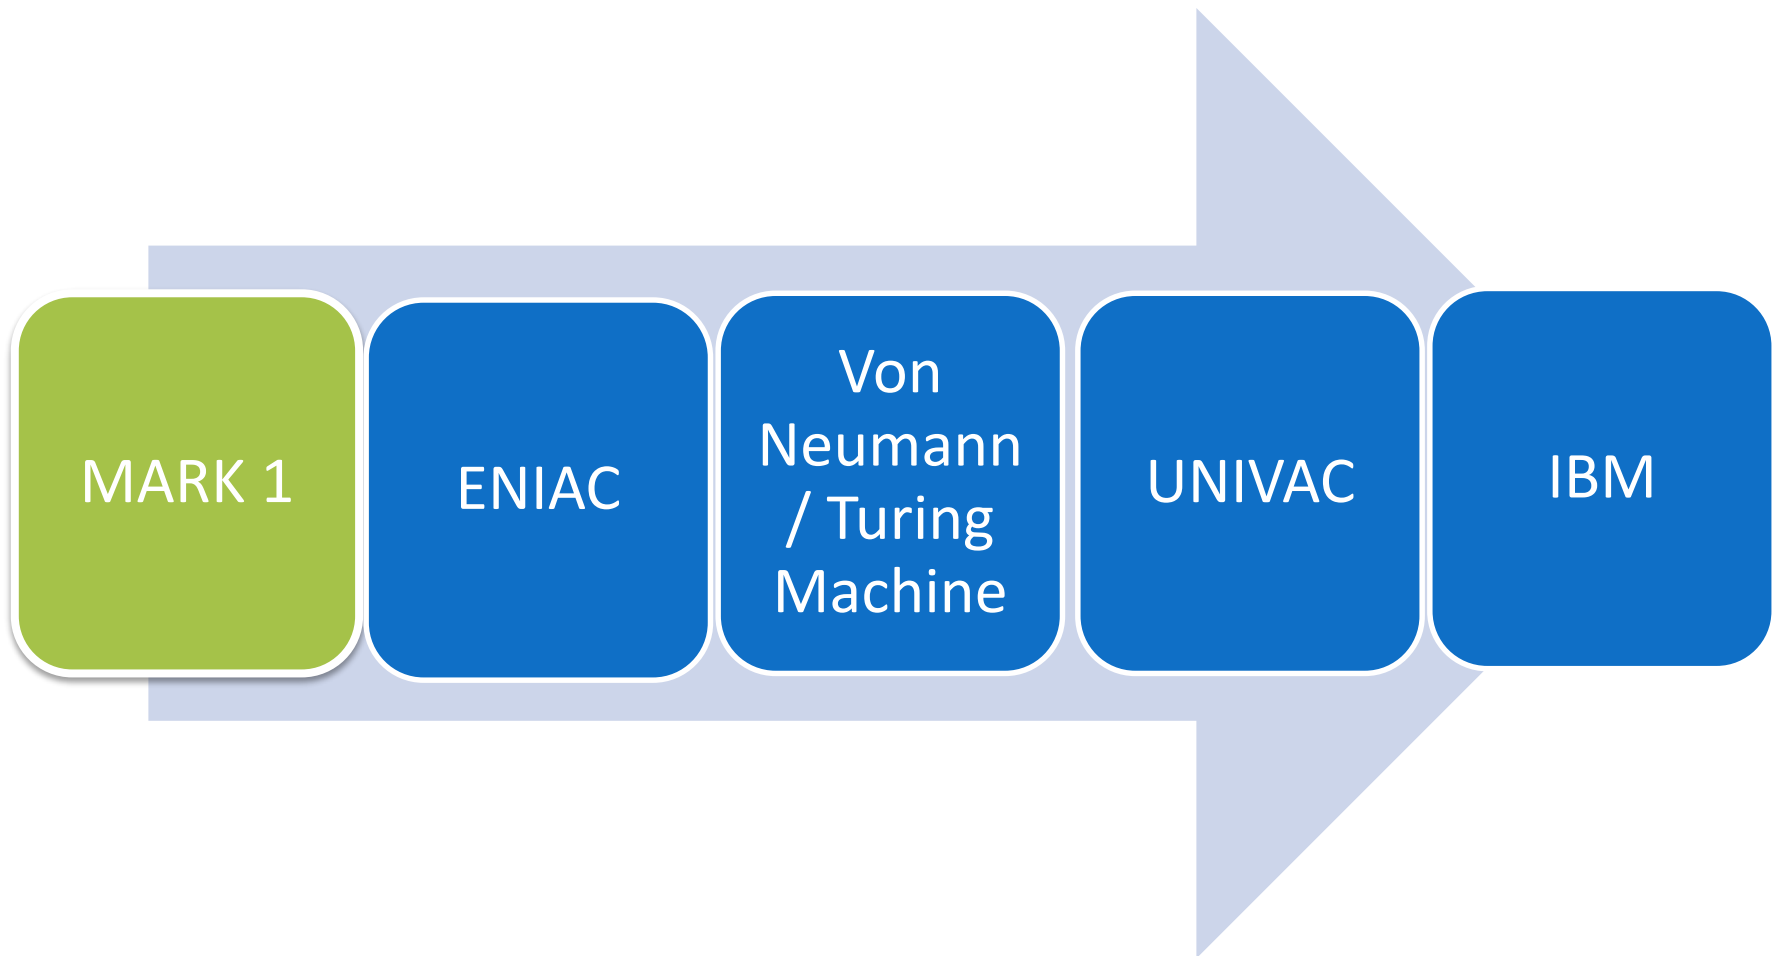 MARK 1
ENIAC
Von
Neumann
/ Turing
Machine
UNIVAC
IBM